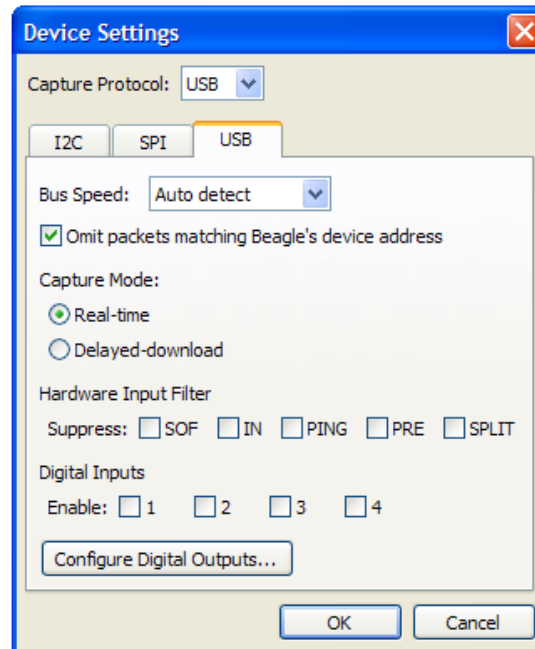 Device Settings
Capture Protocol: USB
I2C SPI USB
Bus Speed: Auto detect
Omit packets matching Beagle's device address
Capture Mode:
Real-time
Delayed-download
Hardware Input Filter
Suppress: SOF IN PING PRE SPLIT
Digital Inputs
Enable: 1 2 3 4
Configure Digital Outputs...
OK Cancel